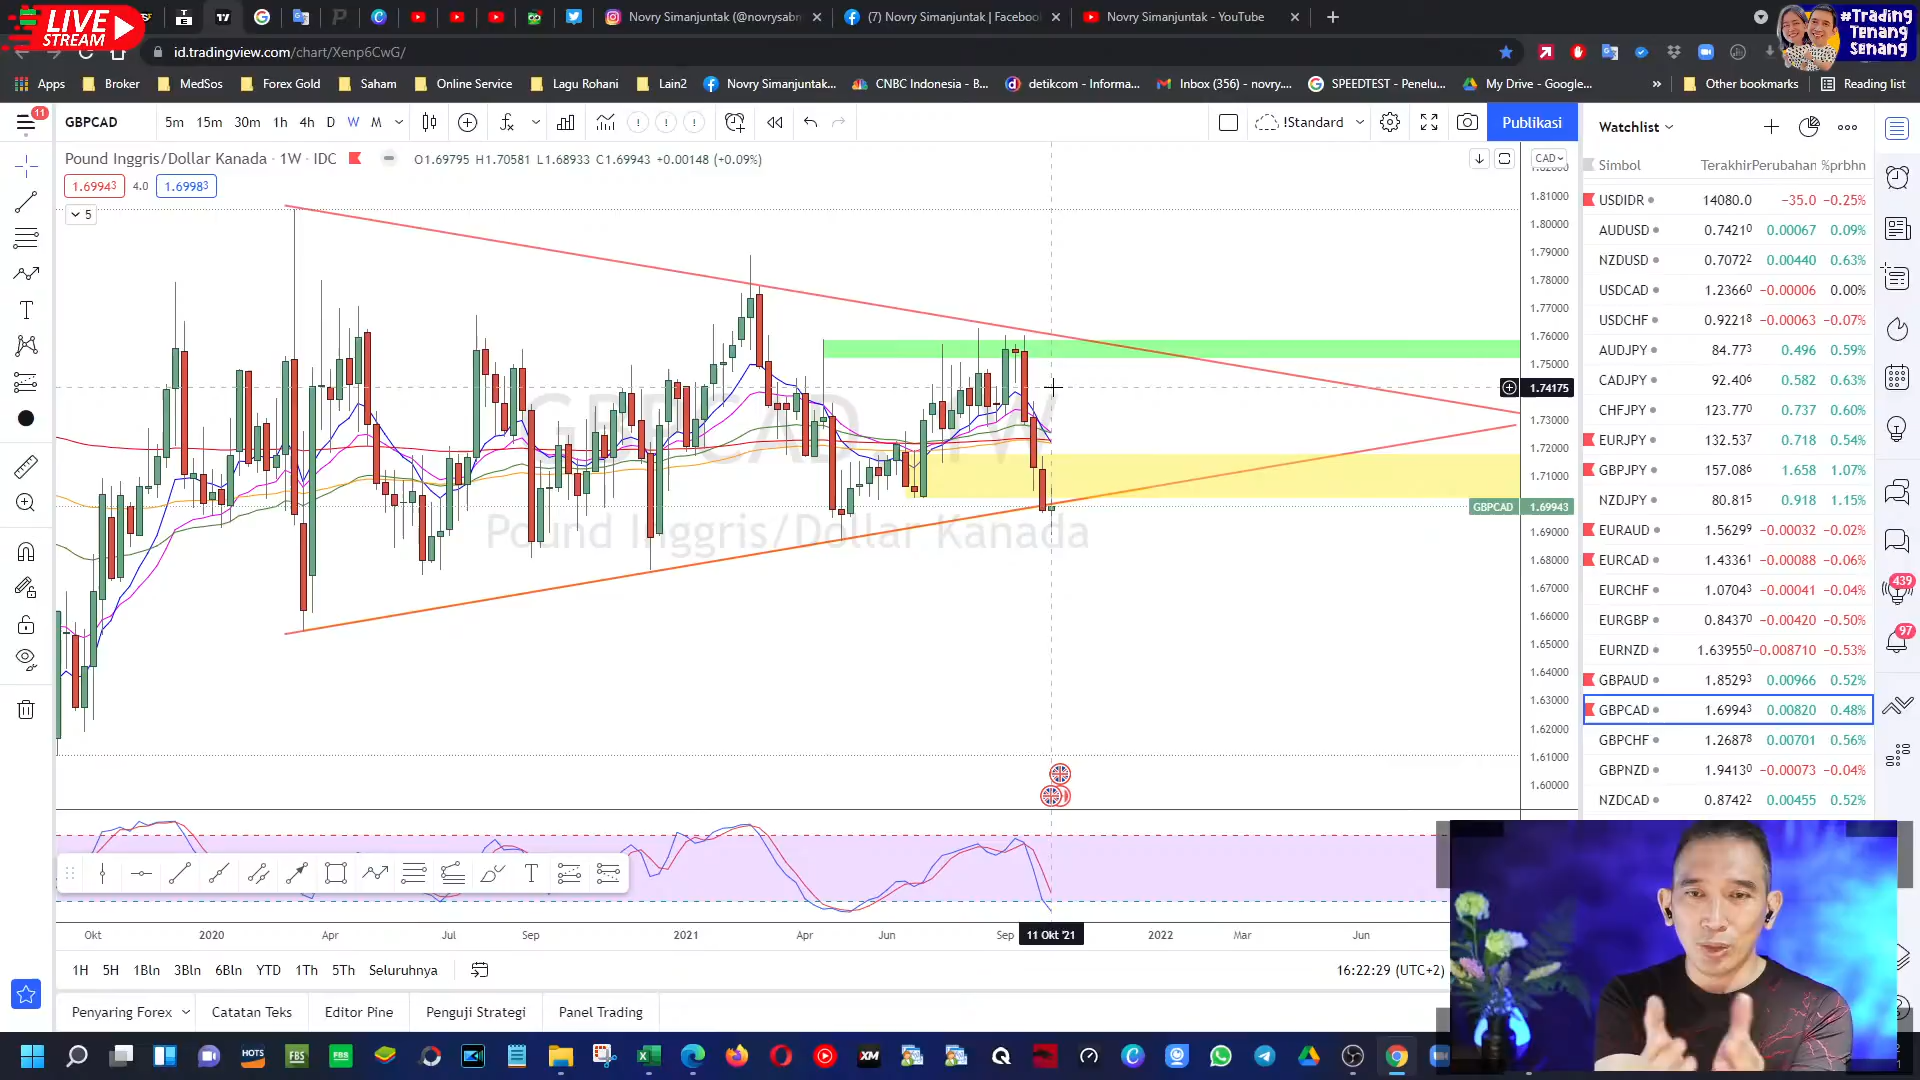 LIVE
STREAM
Novry Simanjuntak (@novrysabn
(7) Novry Simanjuntak | Facebook
Novry Simanjuntak - YouTube
#Trading
Tenang
Senang
id.tradingview.com/chart/Xenp6CwG/
Apps
Broker
MedSos
Forex Gold
Saham
Online Service
Lagu Rohani
Lain2
Novry Simanjuntak...
CNBC Indonesia - B...
detikcom - Informa...
Inbox (356) - novry....
SPEEDTEST - Penelu...
My Drive - Google...
»
Other bookmarks
Reading list
11
GBPCAD
5m 15m 30m 1h 4h D W M
!Standard
Publikasi
Watchlist
Pound Inggris/Dollar Kanada · 1W · IDC
O1.69795 H1.70581 L1.68933 C1.69943 +0.00148 (+0.09%)
CAD
Simbol Terakhir Perubahan %prbhn
1.69943 4.0 1.69983
5
1.81000
1.80000
1.79000
1.78000
1.77000
1.76000
1.75000
1.74175
1.73000
1.72000
1.71000
GBPCAD 1.69943
1.69000
1.68000
1.67000
1.66000
1.65000
1.64000
1.63000
1.62000
1.61000
1.60000
GBPCAD, 1W
Pound Inggris/Dollar Kanada
USDIDR 14080.0 −35.0 −0.25%
AUDUSD 0.74210 0.00067 0.09%
NZDUSD 0.70722 0.00440 0.63%
USDCAD 1.23660 −0.00006 0.00%
USDCHF 0.92218 −0.00063 −0.07%
AUDJPY 84.773 0.496 0.59%
CADJPY 92.406 0.582 0.63%
CHFJPY 123.770 0.737 0.60%
EURJPY 132.537 0.718 0.54%
GBPJPY 157.086 1.658 1.07%
NZDJPY 80.815 0.918 1.15%
EURAUD 1.56299 −0.00032 −0.02%
EURCAD 1.43361 −0.00088 −0.06%
EURCHF 1.07043 −0.00041 −0.04%
EURGBP 0.84370 −0.00420 −0.50%
EURNZD 1.639550 −0.008710 −0.53%
GBPAUD 1.85293 0.00966 0.52%
GBPCAD 1.69943 0.00820 0.48%
GBPCHF 1.26878 0.00701 0.56%
GBPNZD 1.94130 −0.00073 −0.04%
NZDCAD 0.87422 0.00455 0.52%
439
97
Okt 2020 Apr Jul Sep 2021 Apr Jun Sep 11 Okt '21 2022 Mar Jun
1H 5H 1Bln 3Bln 6Bln YTD 1Th 5Th Seluruhnya
16:22:29 (UTC+2)
Penyaring Forex
Catatan Teks
Editor Pine
Penguji Strategi
Panel Trading
HOTS
FBS
FBS
XM